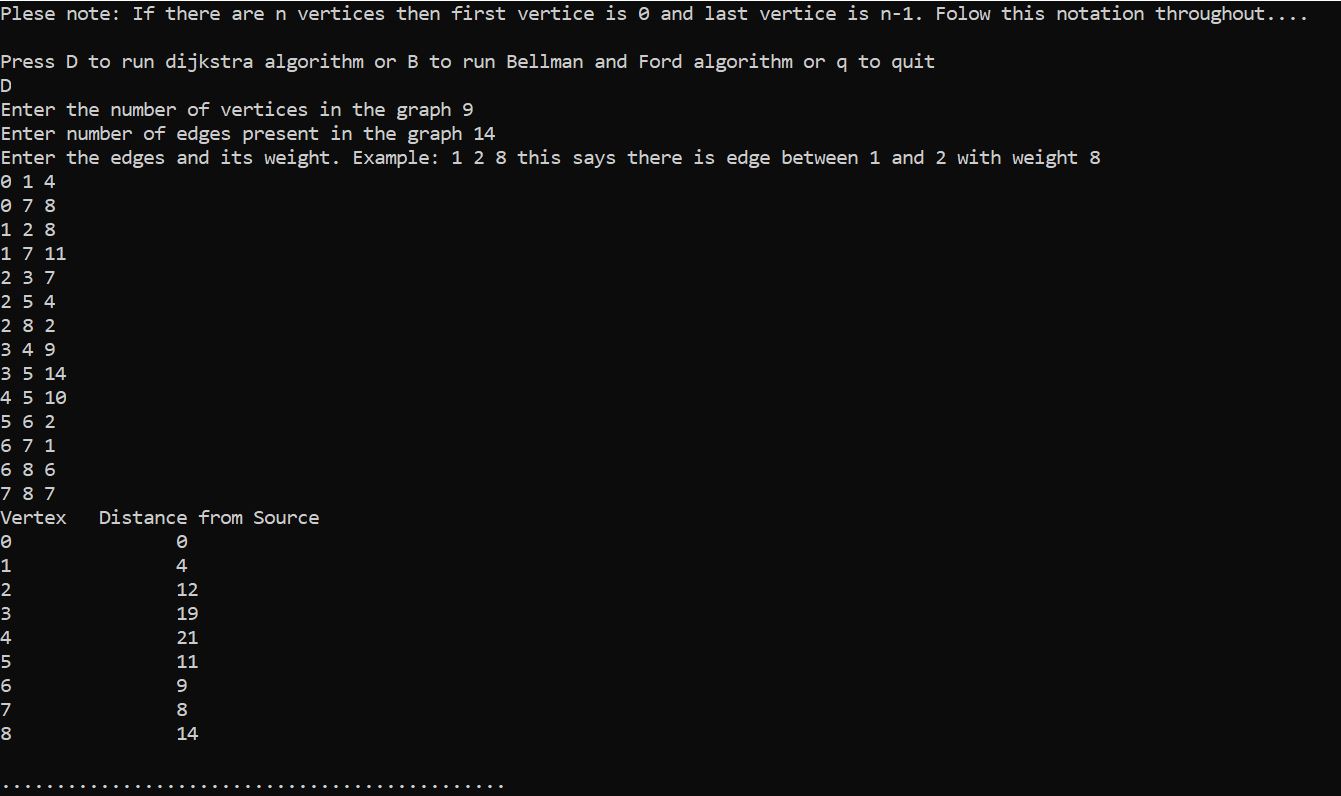 Plese note: If there are n vertices then first vertice is 0 and last vertice is n-1. Folow this notation throughout....
Press D to run dijkstra algorithm or B to run Bellman and Ford algorithm or q to quit
D
Enter the number of vertices in the graph 9
Enter number of edges present in the graph 14
Enter the edges and its weight. Example: 1 2 8 this says there is edge between 1 and 2 with weight 8
0 1 4
0 7 8
1 2 8
1 7 11
2 3 7
2 5 4
2 8 2
3 4 9
3 5 14
4 5 10
5 6 2
6 7 1
6 8 6
7 8 7
Vertex   Distance from Source
0               0
1               4
2               12
3               19
4               21
5               11
6               9
7               8
8               14
..............................................